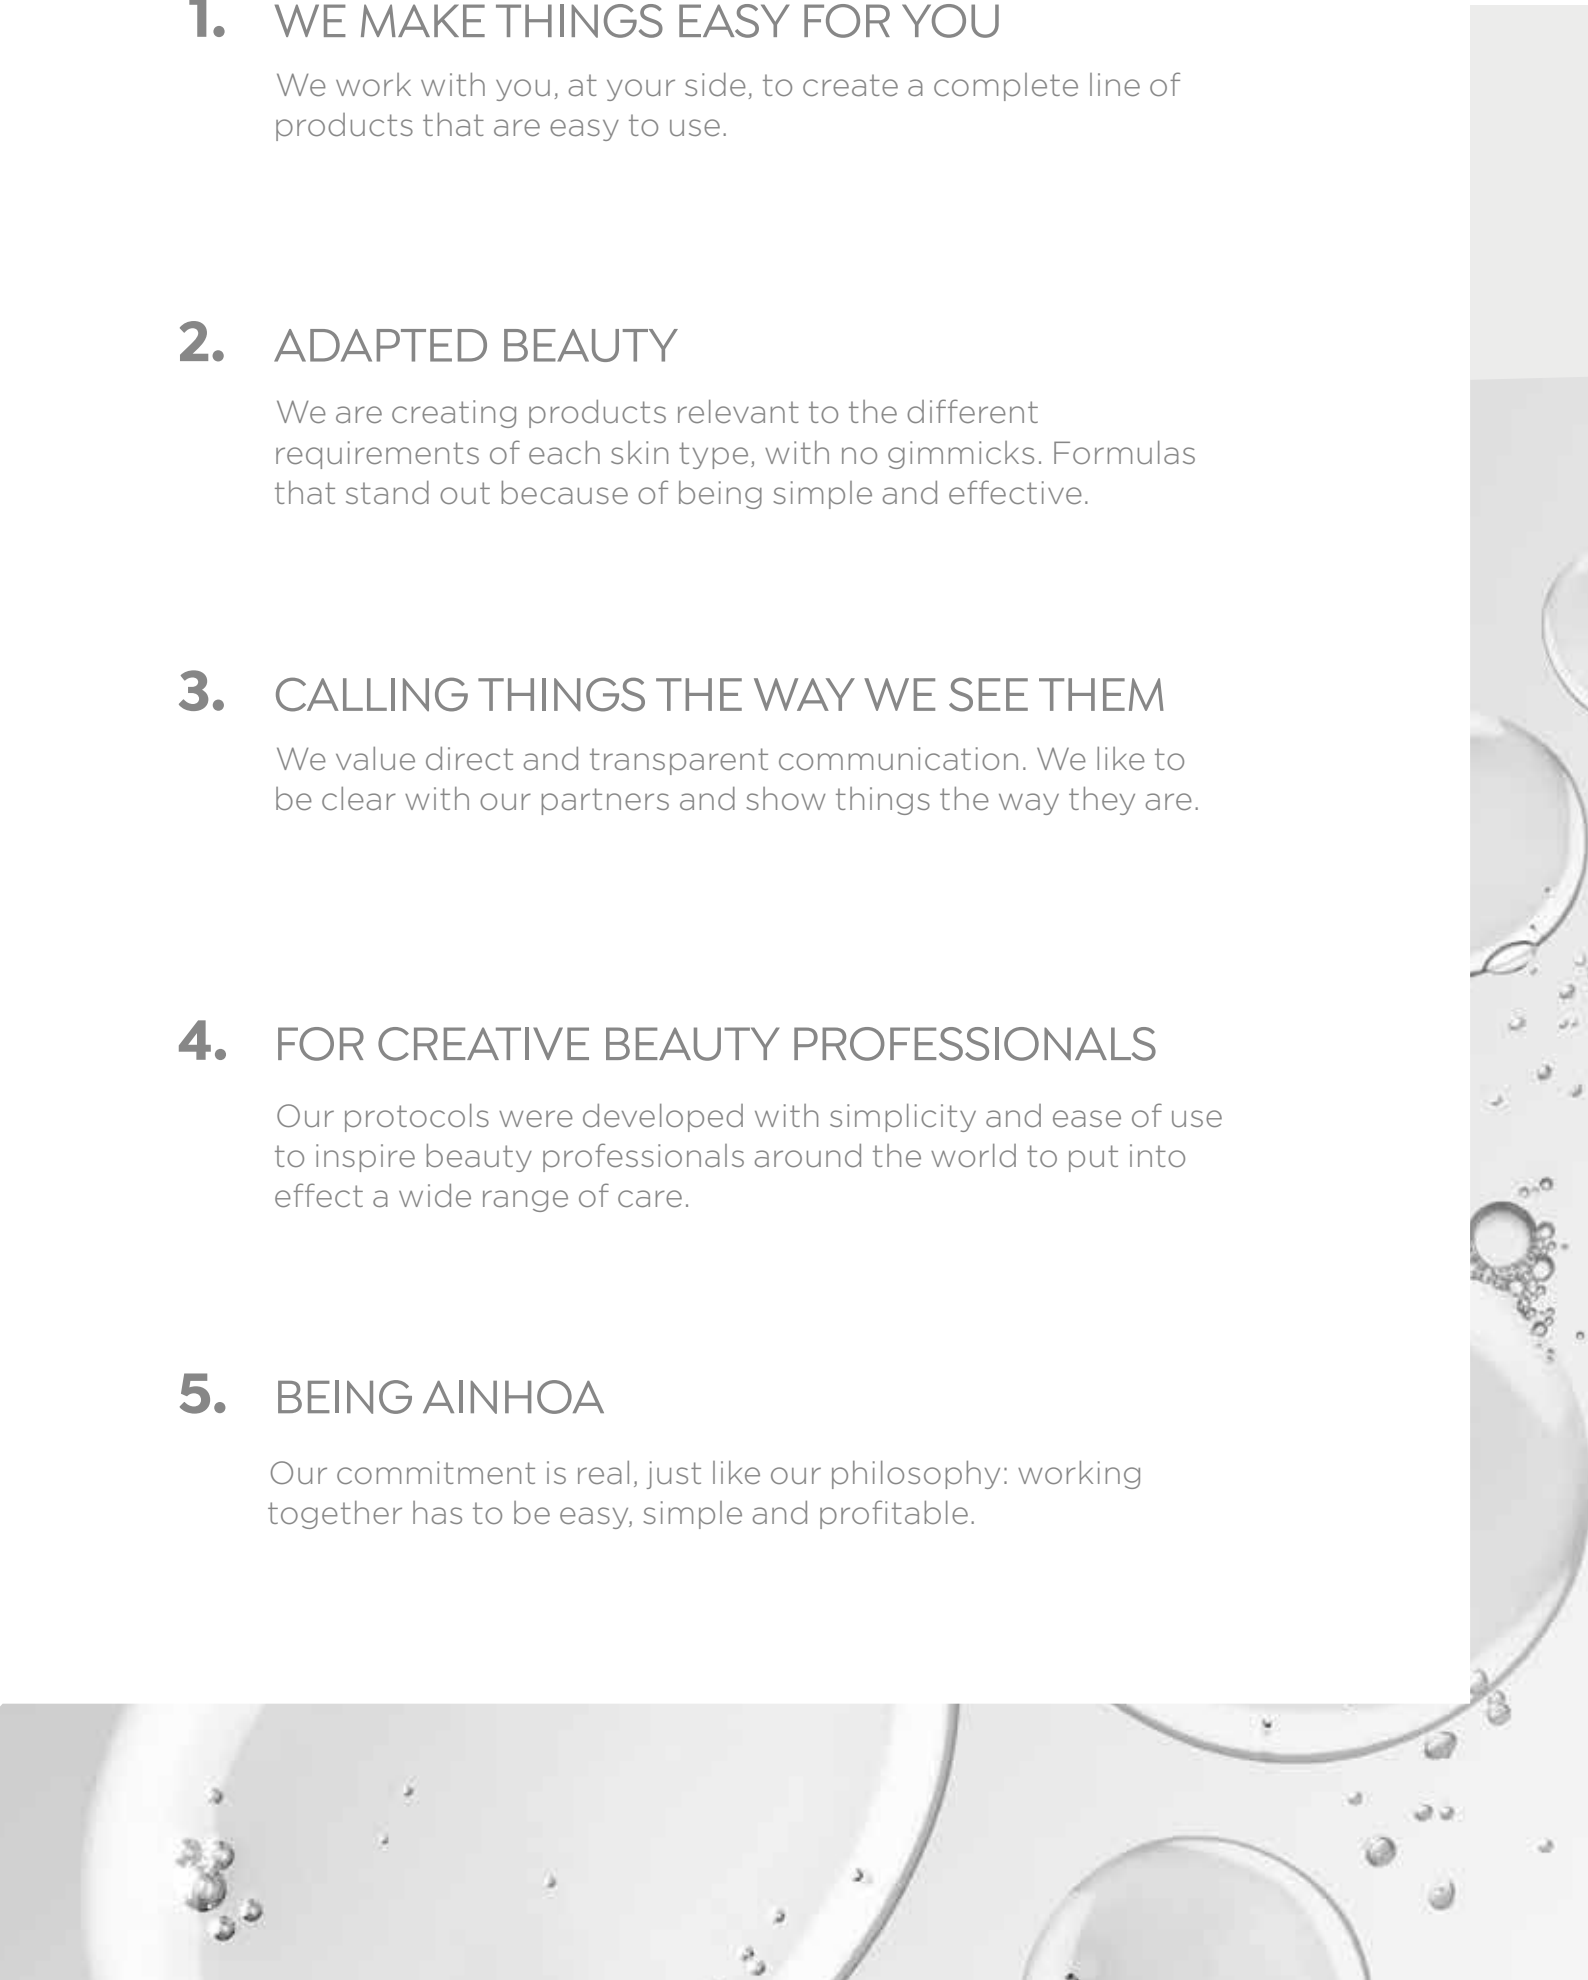 1. WE MAKE THINGS EASY FOR YOU
We work with you, at your side, to create a complete line of
products that are easy to use.
2. ADAPTED BEAUTY
We are creating products relevant to the different
requirements of each skin type, with no gimmicks. Formulas
that stand out because of being simple and effective.
3. CALLING THINGS THE WAY WE SEE THEM
We value direct and transparent communication. We like to
be clear with our partners and show things the way they are.
4. FOR CREATIVE BEAUTY PROFESSIONALS
Our protocols were developed with simplicity and ease of use
to inspire beauty professionals around the world to put into
effect a wide range of care.
5. BEING AINHOA
Our commitment is real, just like our philosophy: working
together has to be easy, simple and profitable.